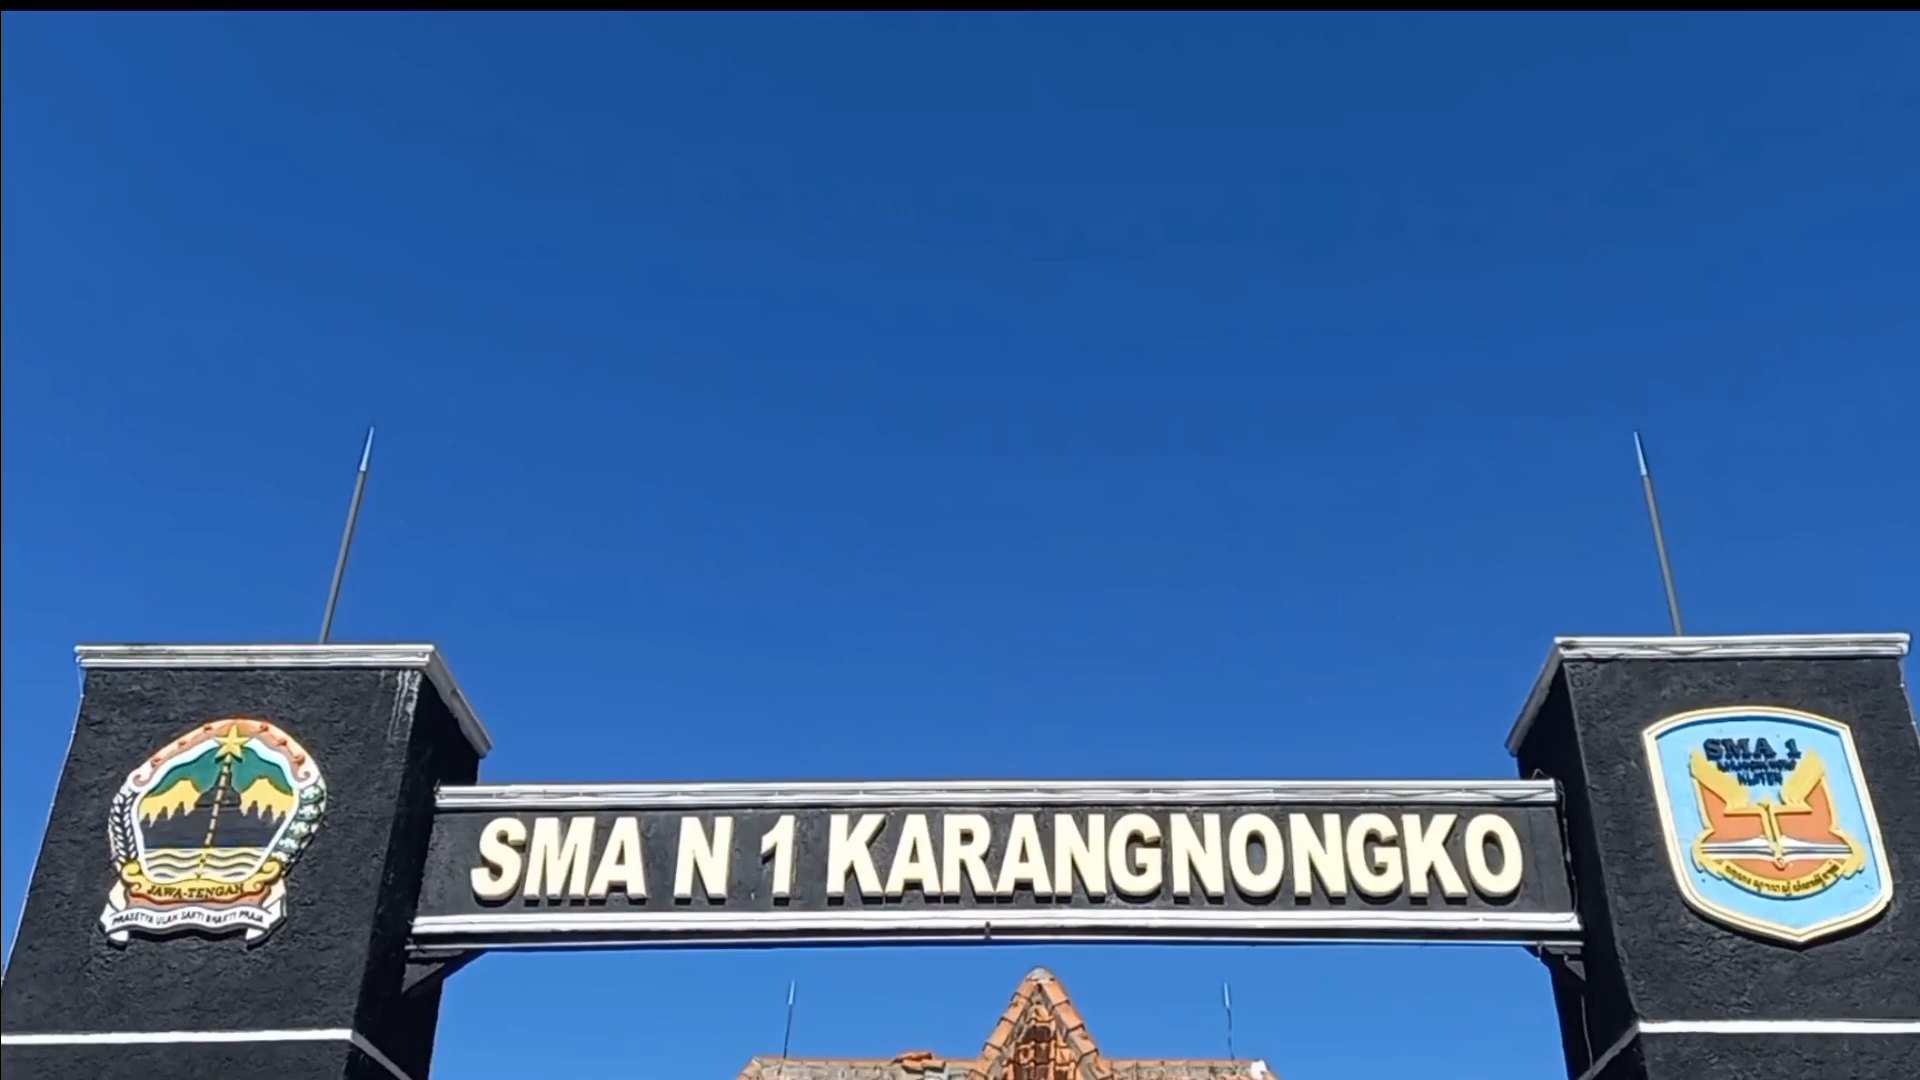 SMA N 1 KARANGNONGKO
JAWA-TENGAH
PRASETYA ULAH SAKTI BHAKTI PRAJA
SMA 1
KLATEN